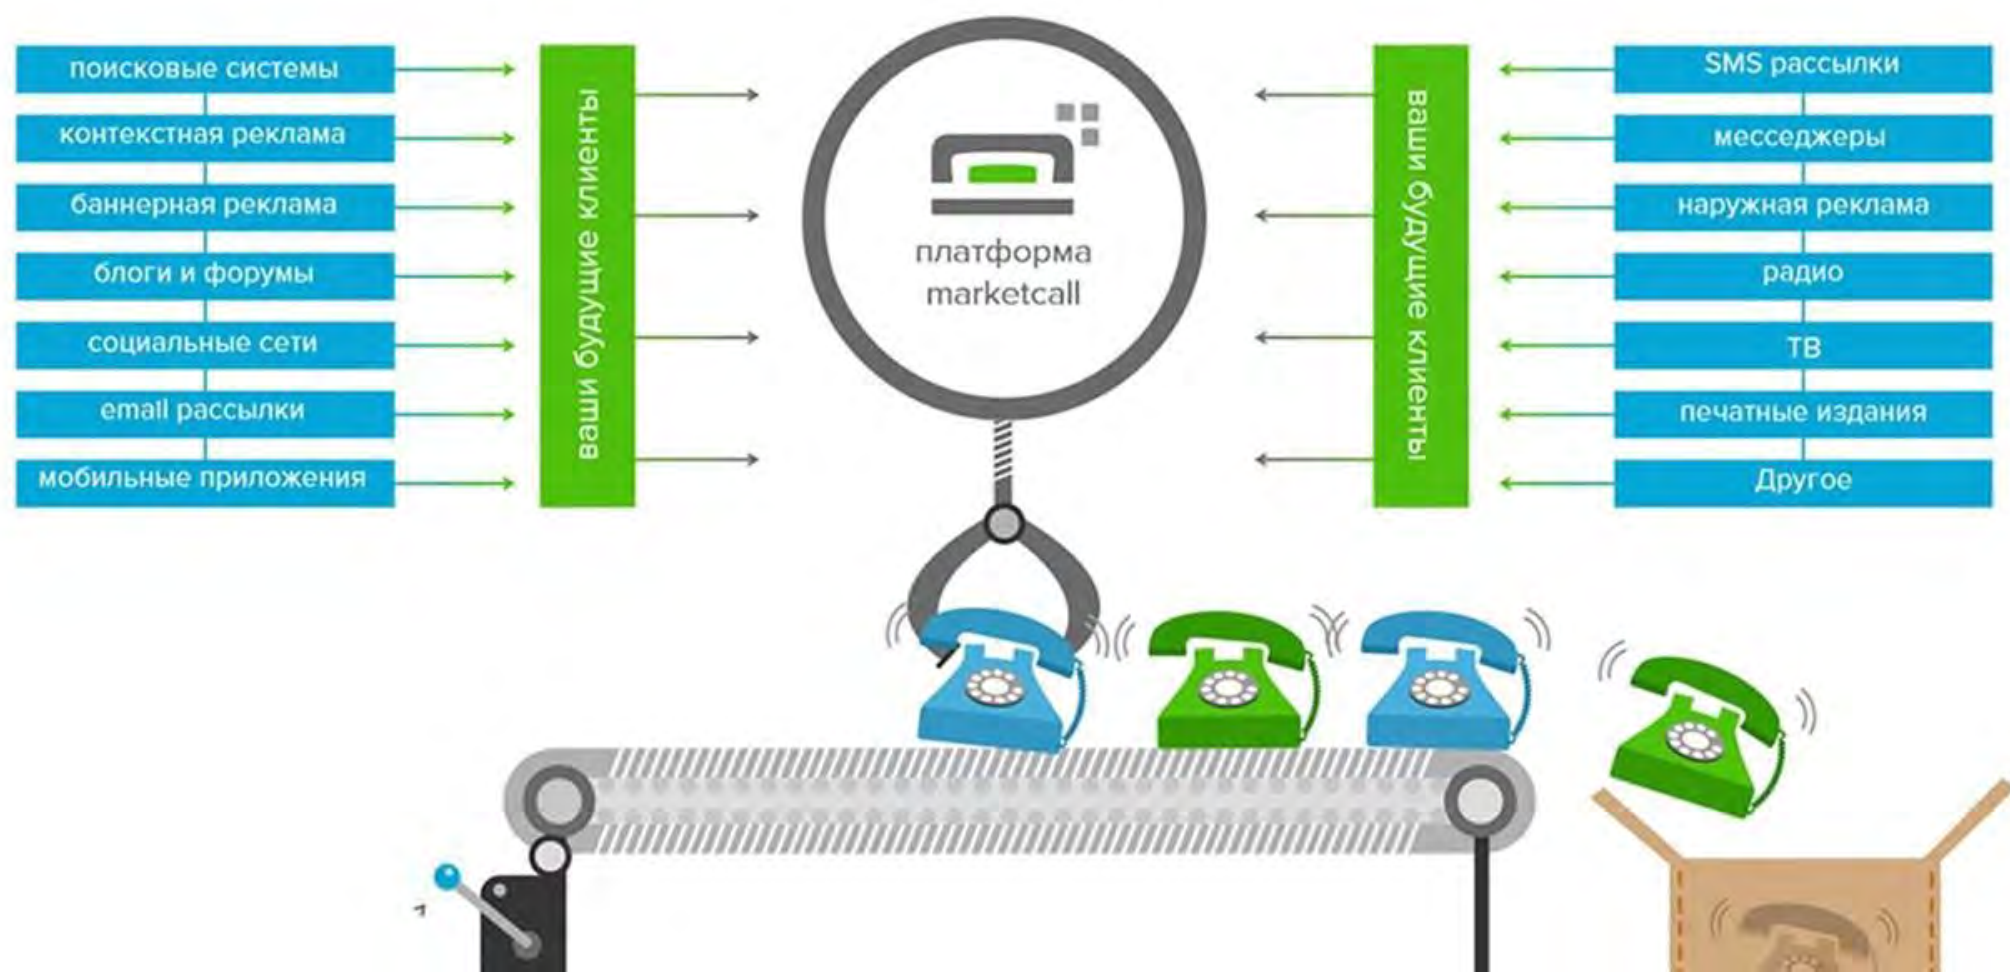 поисковые системы
контекстная реклама
баннерная реклама
блоги и форумы
социальные сети
email рассылки
мобильные приложения
ваши будущие клиенты
платформа
marketcall
ваши будущие клиенты
SMS рассылки
месседжеры
наружная реклама
радио
ТВ
печатные издания
Другое